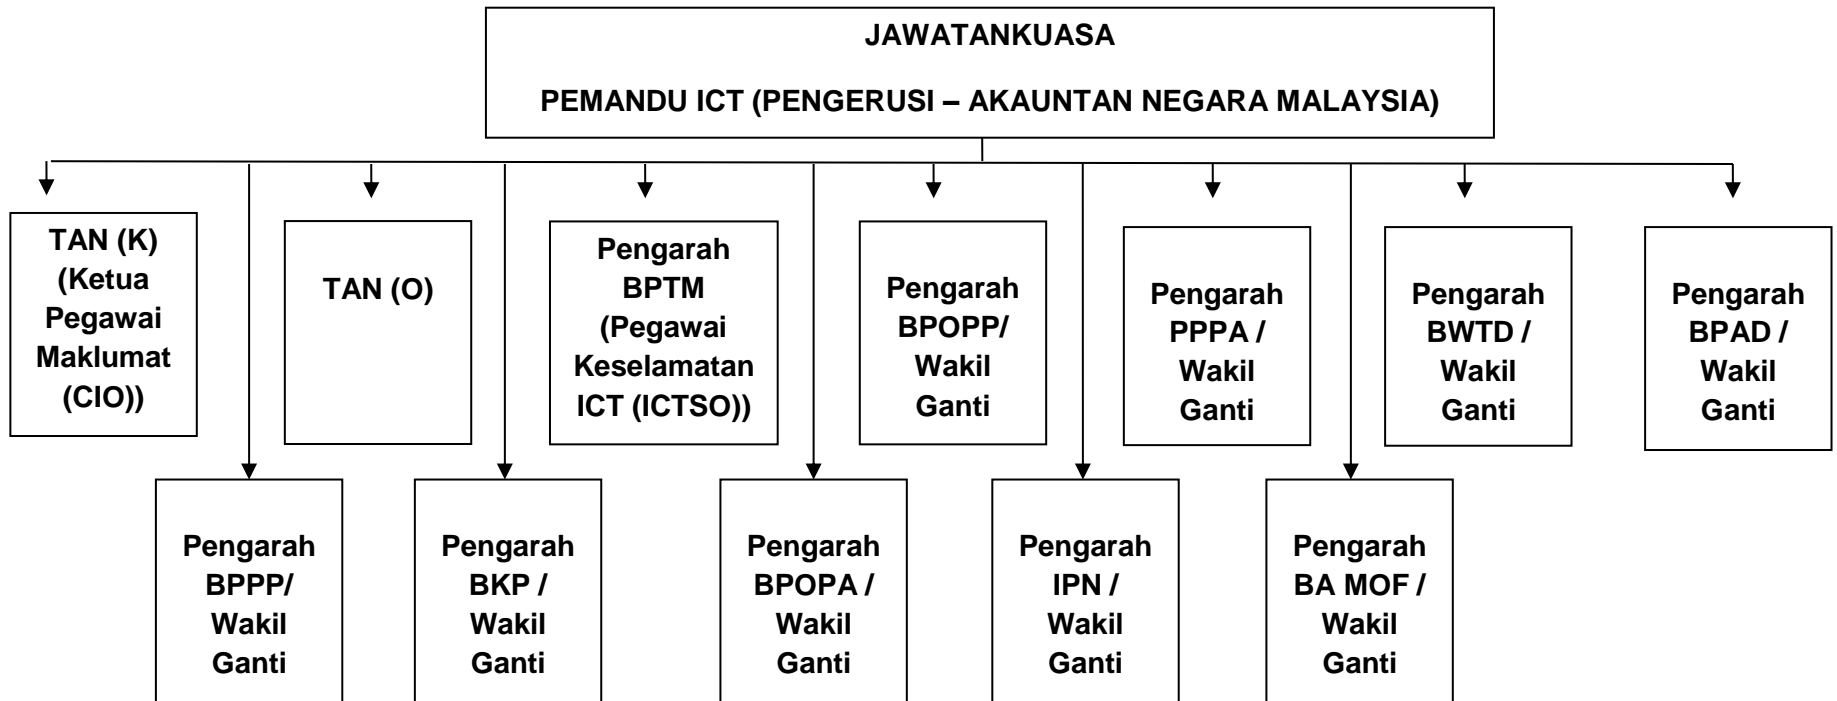 JAWATANKUASA
PEMANDU ICT (PENGERUSI – AKAUNTAN NEGARA MALAYSIA)
TAN (K)
(Ketua
Pegawai
Maklumat
(CIO))
TAN (O)
Pengarah
BPTM
(Pegawai
Keselamatan
ICT (ICTSO))
Pengarah
BPOPP/
Wakil
Ganti
Pengarah
PPPA /
Wakil
Ganti
Pengarah
BWTD /
Wakil
Ganti
Pengarah
BPAD /
Wakil
Ganti
Pengarah
BPPP/
Wakil
Ganti
Pengarah
BKP /
Wakil
Ganti
Pengarah
BPOPA /
Wakil
Ganti
Pengarah
IPN /
Wakil
Ganti
Pengarah
BA MOF /
Wakil
Ganti